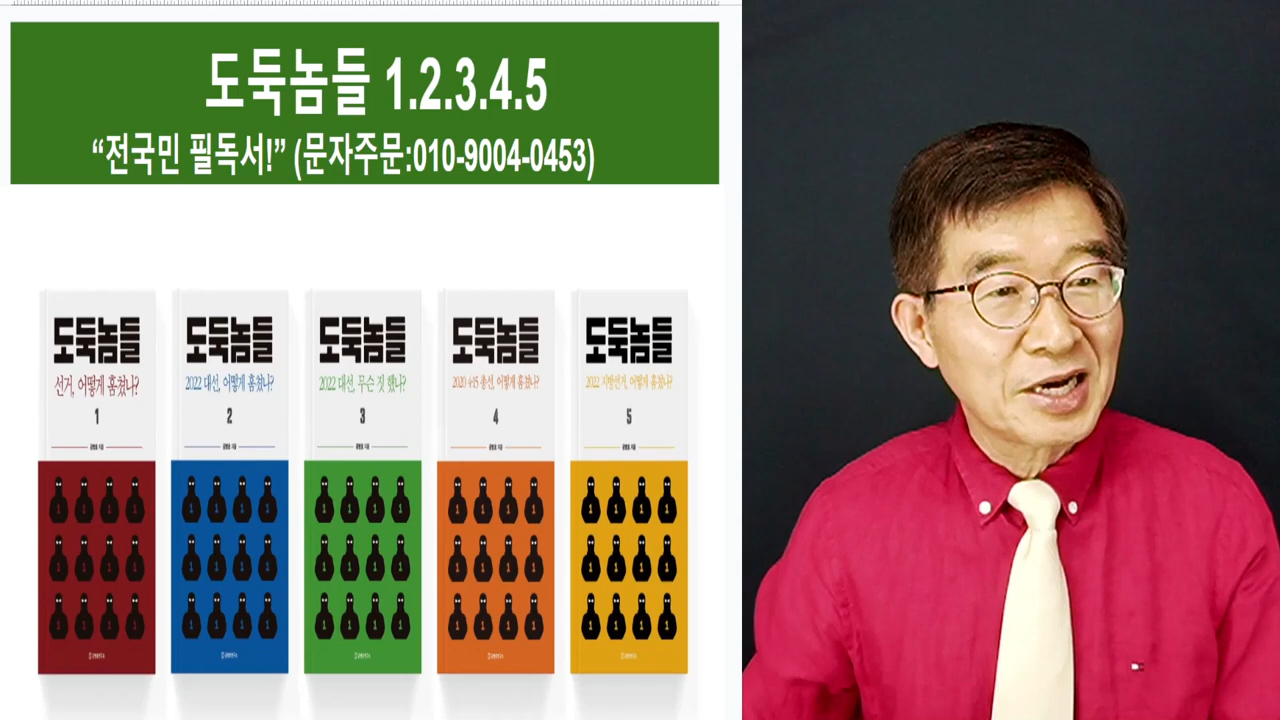 도둑놈들 1.2.3.4.5
“전국민 필독서!” (문자주문:010-9004-0453)
도둑놈들
선거, 어떻게 훔쳤나?
1
도둑놈들
2022 대선, 어떻게 훔쳤나?
2
도둑놈들
2022 대선, 무슨 짓 했나?
3
도둑놈들
2020 4·15 총선, 어떻게 훔쳤나?
4
도둑놈들
2022 지방선거, 어떻게 훔쳤나?
5